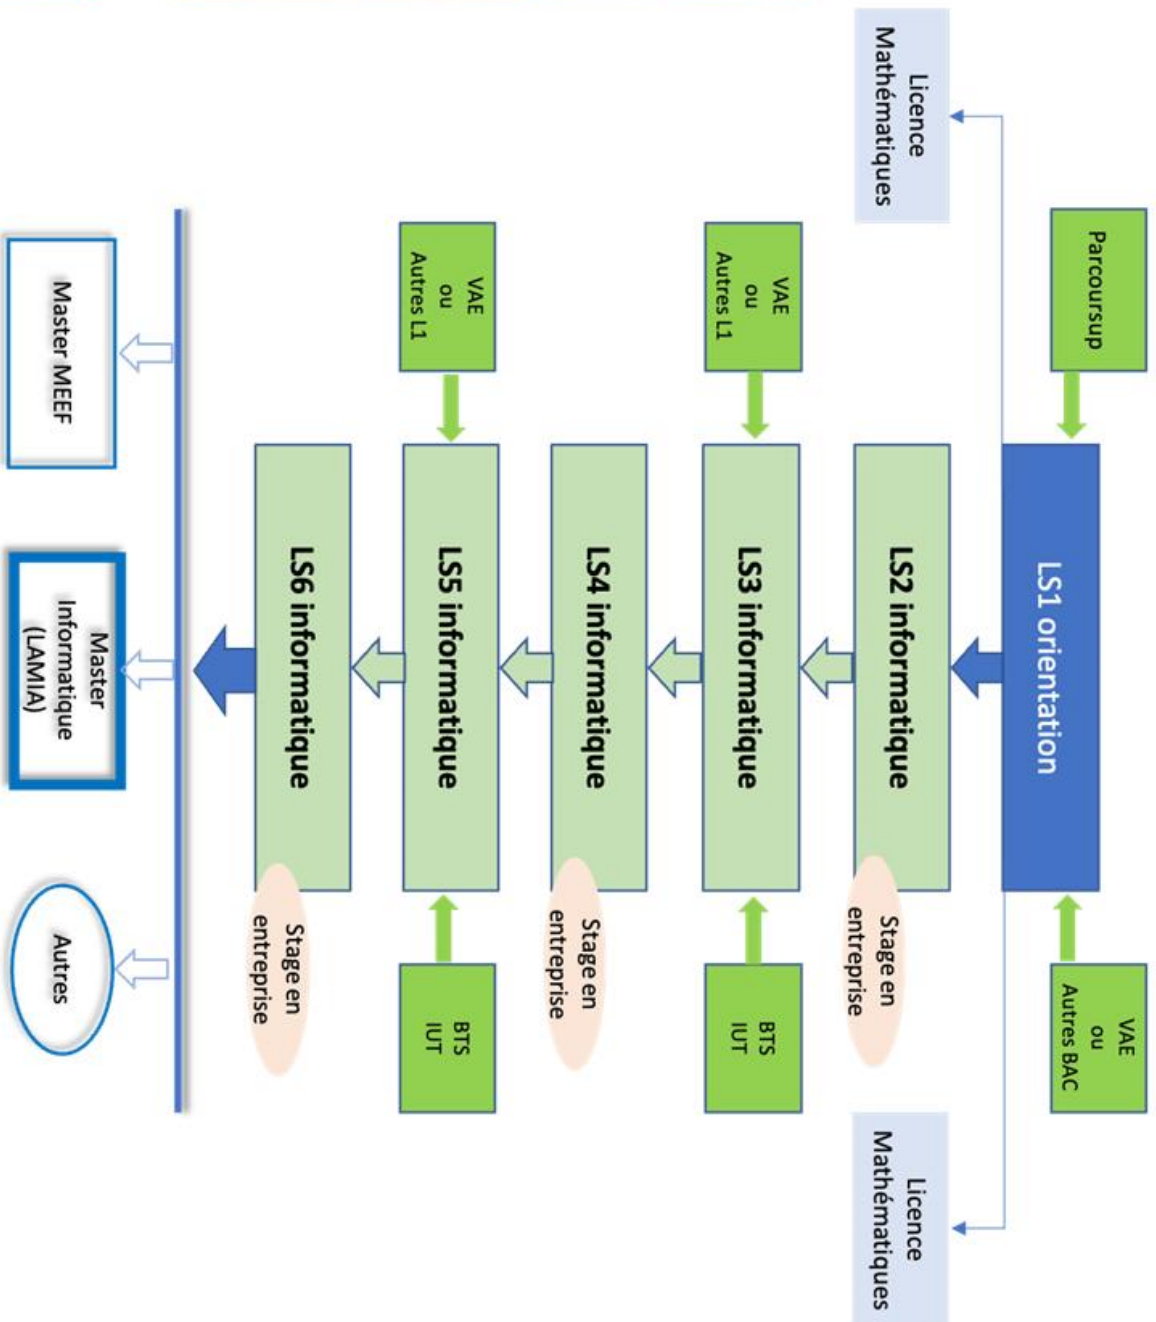 Parcoursup
LS1 orientation
VAE
ou
Autres BAC
Licence
Mathématiques
LS2 informatique
Stage en
entreprise
Licence
Mathématiques
VAE
ou
Autres L1
LS3 informatique
BTS
IUT
LS4 informatique
Stage en
entreprise
VAE
ou
Autres L1
LS5 informatique
BTS
IUT
LS6 informatique
Stage en
entreprise
Master MEEF
Master
Informatique
(LAMIA)
Autres